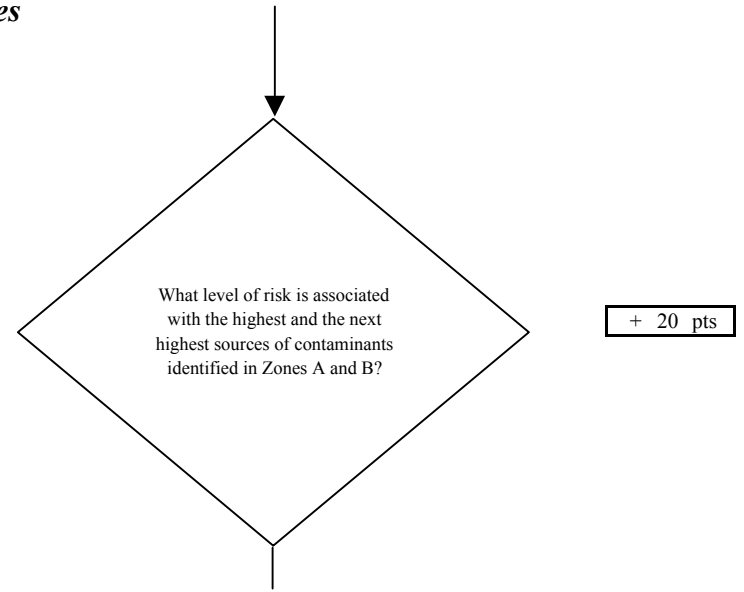 es
What level of risk is associated
with the highest and the next
highest sources of contaminants
identified in Zones A and B?
+ 20 pts